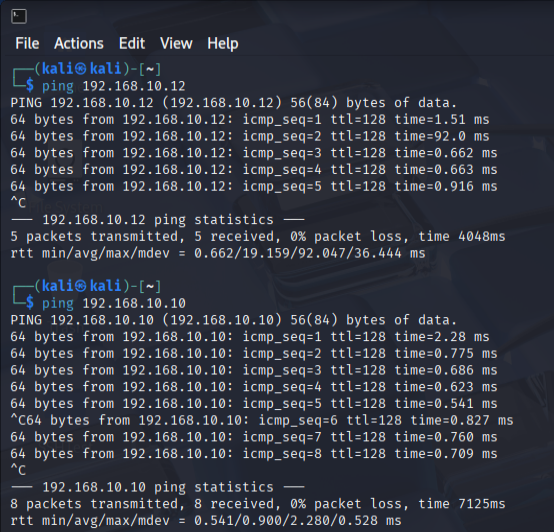 File Actions Edit View Help
┌──(kali㉿kali)-[~]
└─$ ping 192.168.10.12
PING 192.168.10.12 (192.168.10.12) 56(84) bytes of data.
64 bytes from 192.168.10.12: icmp_seq=1 ttl=128 time=1.51 ms
64 bytes from 192.168.10.12: icmp_seq=2 ttl=128 time=92.0 ms
64 bytes from 192.168.10.12: icmp_seq=3 ttl=128 time=0.662 ms
64 bytes from 192.168.10.12: icmp_seq=4 ttl=128 time=0.663 ms
64 bytes from 192.168.10.12: icmp_seq=5 ttl=128 time=0.916 ms
^C
─── 192.168.10.12 ping statistics ───
5 packets transmitted, 5 received, 0% packet loss, time 4048ms
rtt min/avg/max/mdev = 0.662/19.159/92.047/36.444 ms
┌──(kali㉿kali)-[~]
└─$ ping 192.168.10.10
PING 192.168.10.10 (192.168.10.10) 56(84) bytes of data.
64 bytes from 192.168.10.10: icmp_seq=1 ttl=128 time=2.28 ms
64 bytes from 192.168.10.10: icmp_seq=2 ttl=128 time=0.775 ms
64 bytes from 192.168.10.10: icmp_seq=3 ttl=128 time=0.686 ms
64 bytes from 192.168.10.10: icmp_seq=4 ttl=128 time=0.623 ms
64 bytes from 192.168.10.10: icmp_seq=5 ttl=128 time=0.541 ms
^C64 bytes from 192.168.10.10: icmp_seq=6 ttl=128 time=0.827 ms
64 bytes from 192.168.10.10: icmp_seq=7 ttl=128 time=0.760 ms
64 bytes from 192.168.10.10: icmp_seq=8 ttl=128 time=0.709 ms
^C
─── 192.168.10.10 ping statistics ───
8 packets transmitted, 8 received, 0% packet loss, time 7125ms
rtt min/avg/max/mdev = 0.541/0.900/2.280/0.528 ms